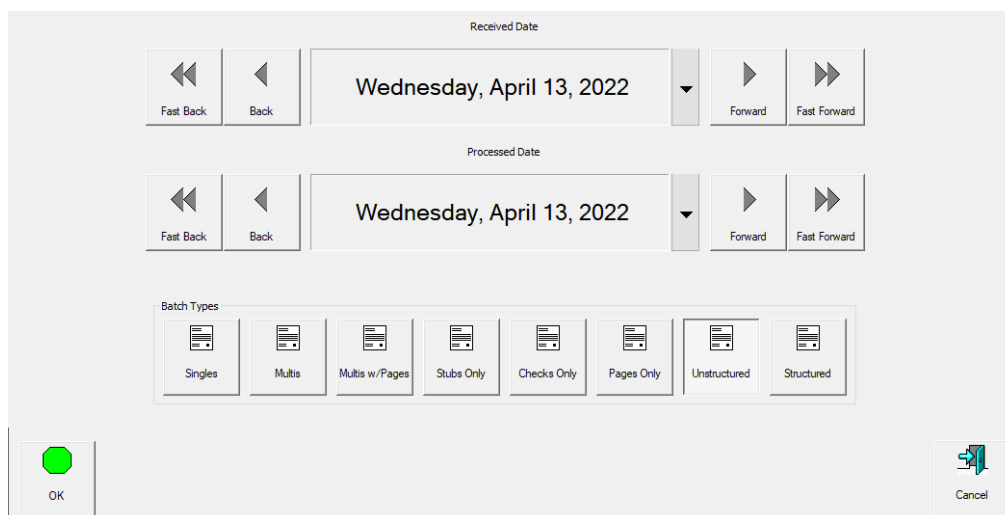 Received Date
Fast Back
Back
Wednesday, April 13, 2022
Forward
Fast Forward
Processed Date
Fast Back
Back
Wednesday, April 13, 2022
Forward
Fast Forward
Batch Types
Singles
Multis
Multis w/Pages
Stubs Only
Checks Only
Pages Only
Unstructured
Structured
OK
Cancel